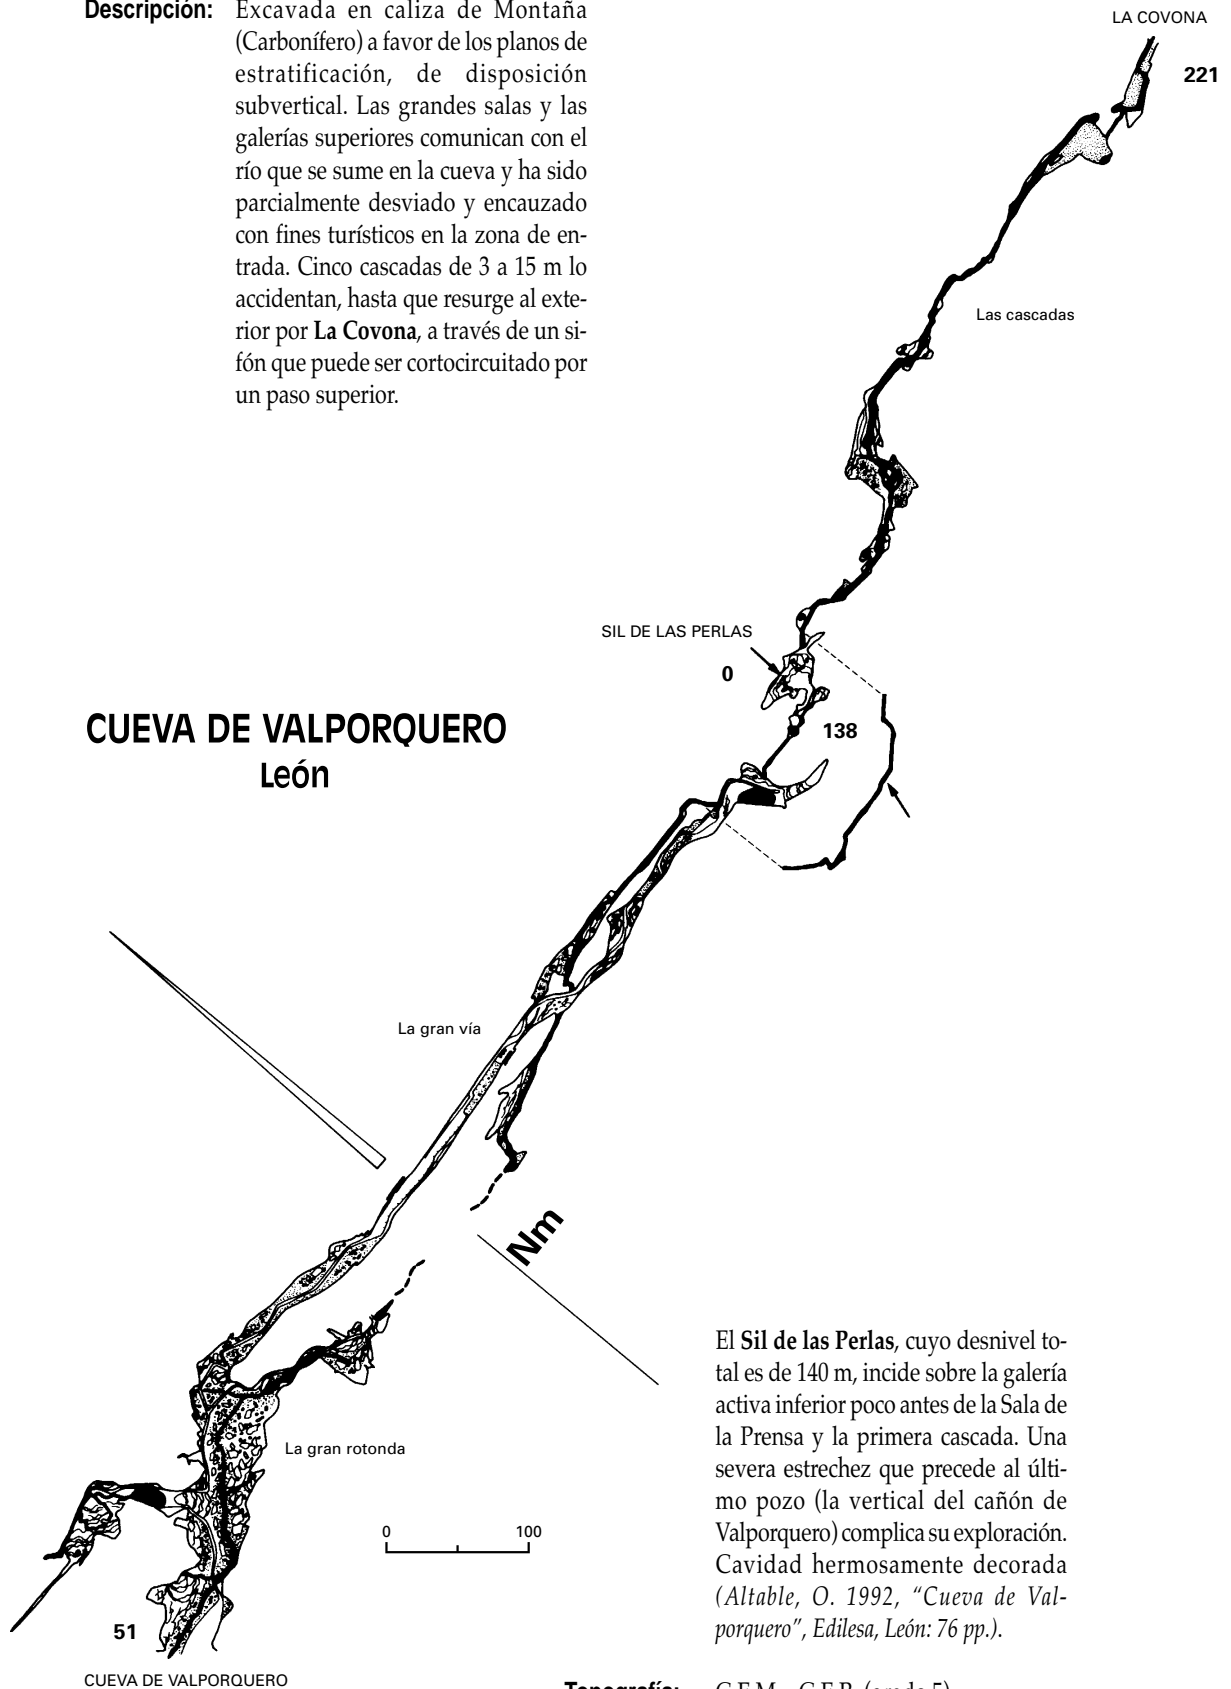 Descripción: Excavada en caliza de Montaña
(Carbonífero) a favor de los planos de
estratificación, de disposición
subvertical. Las grandes salas y las
galerías superiores comunican con el
río que se sume en la cueva y ha sido
parcialmente desviado y encauzado
con fines turísticos en la zona de en-
trada. Cinco cascadas de 3 a 15 m lo
accidentan, hasta que resurge al exte-
rior por La Covona, a través de un si-
fón que puede ser cortocircuitado por
un paso superior.
LA COVONA
221
Las cascadas
SIL DE LAS PERLAS
0
138
CUEVA DE VALPORQUERO
León
La gran vía
Nm
La gran rotonda
0 100
51
CUEVA DE VALPORQUERO
El Sil de las Perlas, cuyo desnivel to-
tal es de 140 m, incide sobre la galería
activa inferior poco antes de la Sala de
la Prensa y la primera cascada. Una
severa estrechez que precede al últi-
mo pozo (la vertical del cañón de
Valporquero) complica su exploración.
Cavidad hermosamente decorada
(Altable, O. 1992, “Cueva de Val-
porquero”, Edilesa, León: 76 pp.).